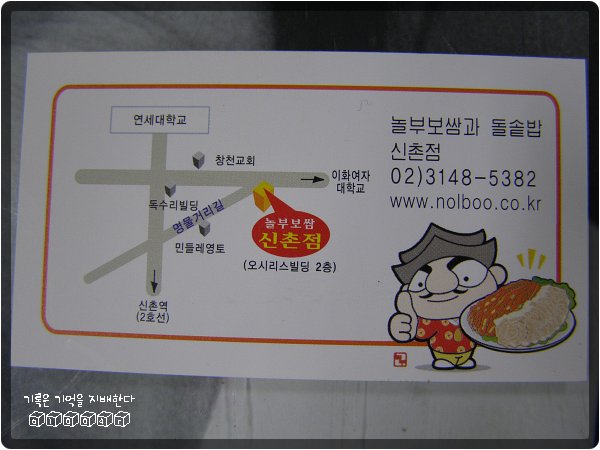 연세대학교
창천교회
이화여자
대학교
독수리빌딩
명물거리길
민들레영토
놀부보쌈
신촌점
(오시리스빌딩 2층)
신촌역
(2호선)
놀부보쌈과 돌솥밥
신촌점
02)3148-5382
www.nolboo.co.kr
기록은 기억을 지배한다